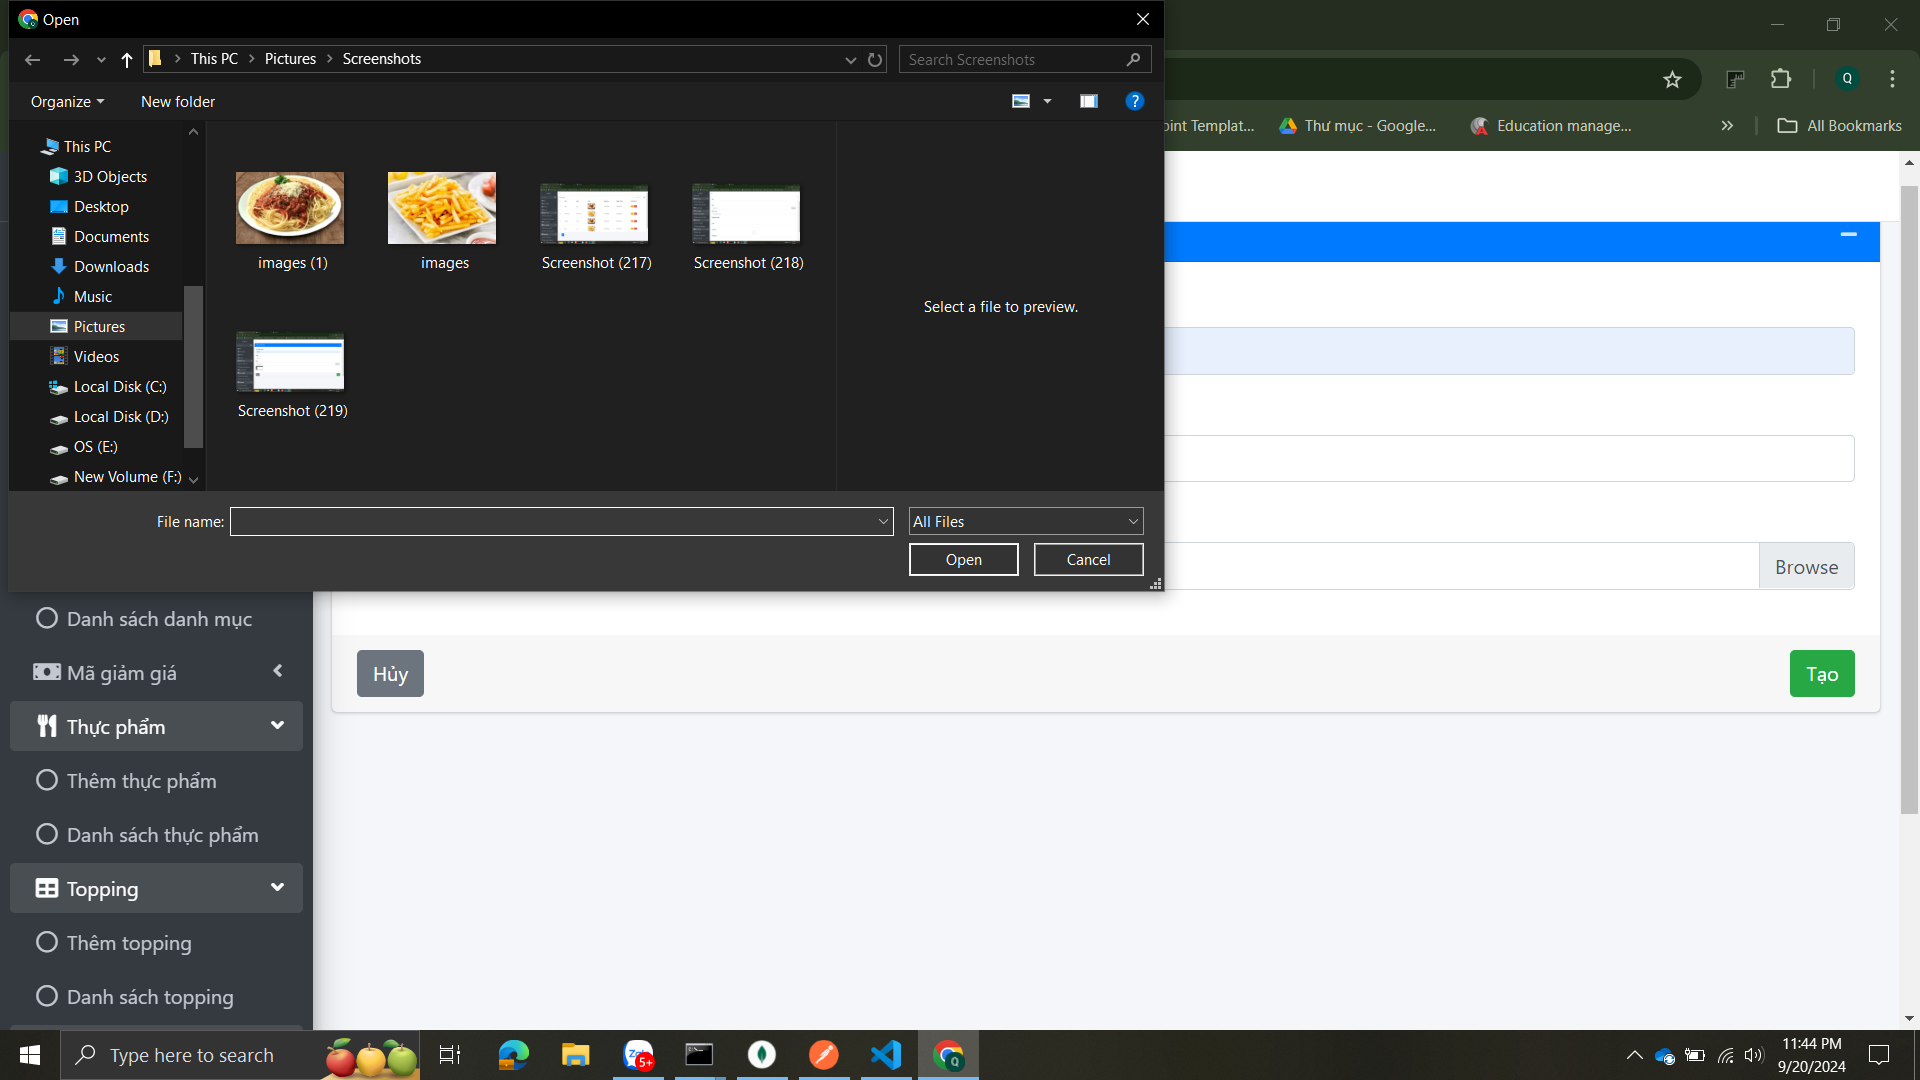 Open
This PC
Pictures
Screenshots
Search Screenshots
Organize
New folder
?
Q
oint Templat...
Thư mục - Google...
Education manage...
All Bookmarks
This PC
3D Objects
Desktop
Documents
Downloads
Music
Pictures
Videos
Local Disk (C:)
Local Disk (D:)
OS (E:)
New Volume (F:)
images (1)
images
Screenshot (217)
Screenshot (218)
Screenshot (219)
Select a file to preview.
File name:
All Files
Open
Cancel
Browse
Danh sách danh mục
Mã giảm giá
Thực phẩm
Thêm thực phẩm
Danh sách thực phẩm
Topping
Thêm topping
Danh sách topping
Hủy
Tạo
Type here to search
5+
11:44 PM
9/20/2024